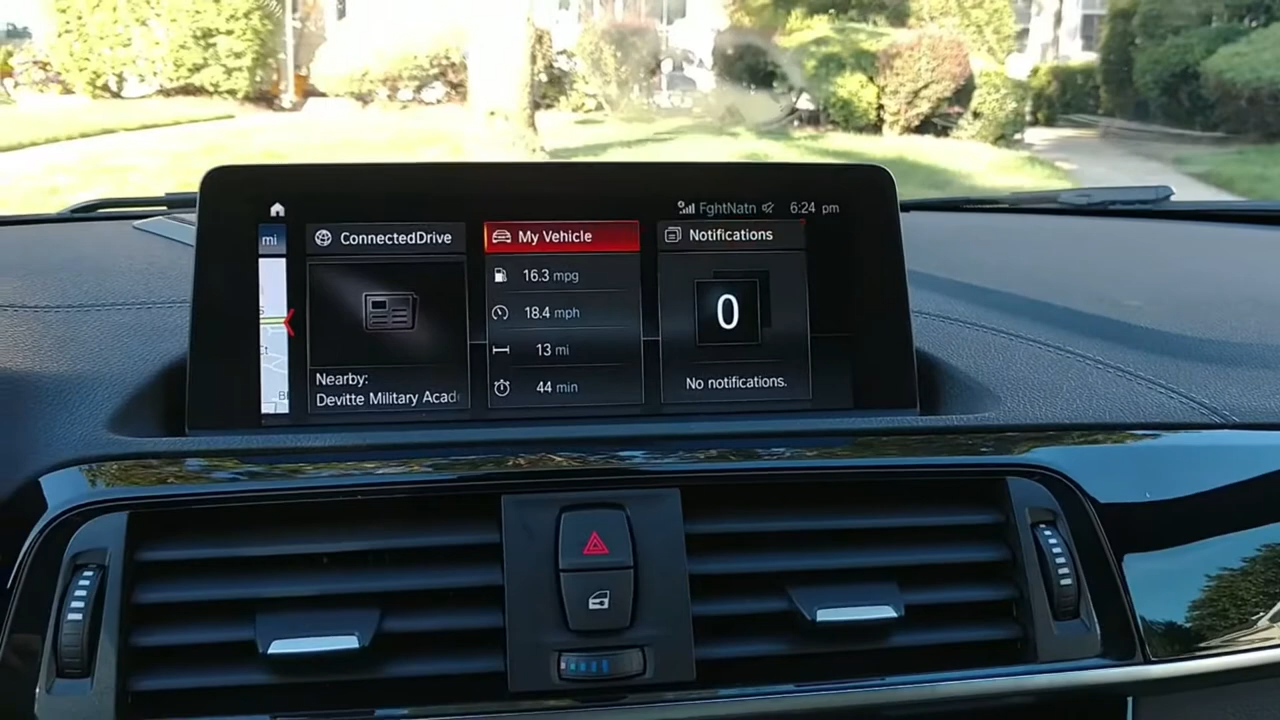 FghtNatn 6:24 pm
mi
ConnectedDrive
My Vehicle
Notifications
Nearby:
Devitte Military Acad
16.3 mpg
18.4 mph
13 mi
44 min
0
No notifications.